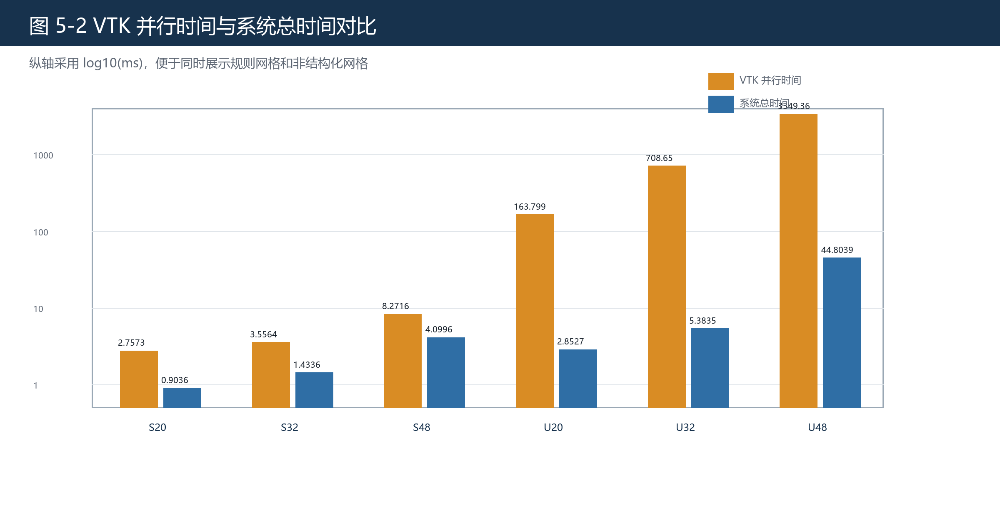 图 5-2 VTK 并行时间与系统总时间对比
纵轴采用 log10(ms)，便于同时展示规则网格和非结构化网格
VTK 并行时间
系统总时间
3349.36
1000
708.65
163.799
100
44.8039
10
8.2716
5.3835
4.0996
3.5564
2.7573
2.8527
1.4336
0.9036
1
S20
S32
S48
U20
U32
U48